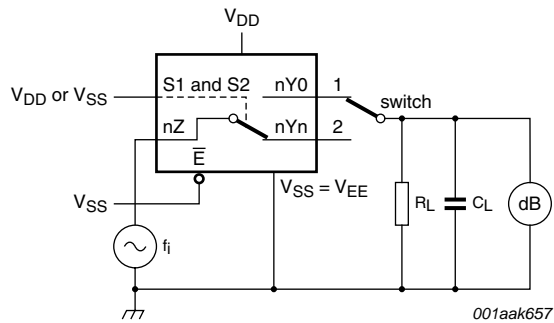 VDD
VDD or VSS
S1 and S2
nY0
1
switch
nZ
nYn
2
E
VSS
VSS = VEE
fi
RL
CL
dB
001aak657